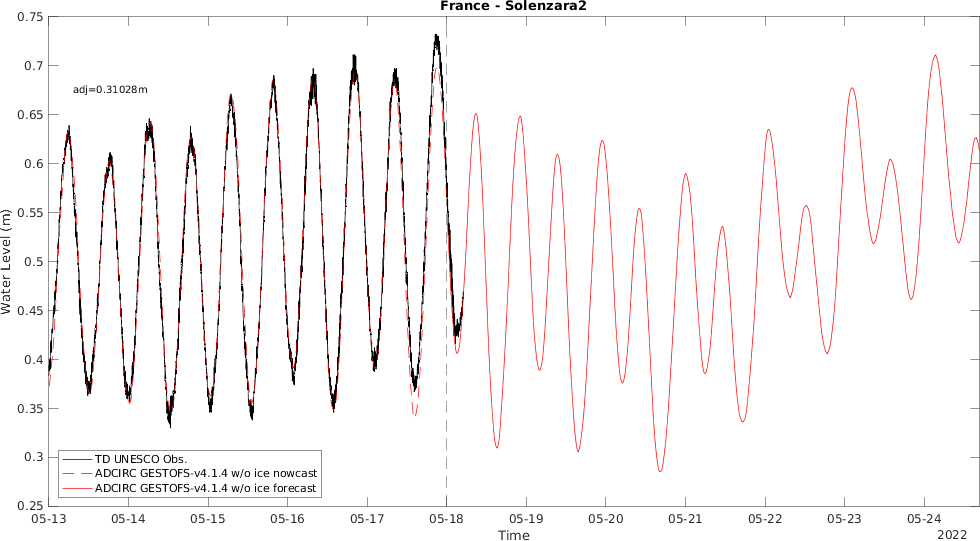 France - Solenzara2
0.75
0.7
0.65
0.6
0.55
0.5
0.45
0.4
0.35
0.3
0.25
Water Level (m)
adj=0.31028m
TD UNESCO Obs.
ADCIRC GESTOFS-v4.1.4 w/o ice nowcast
ADCIRC GESTOFS-v4.1.4 w/o ice forecast
05-13 05-14 05-15 05-16 05-17 05-18 05-19 05-20 05-21 05-22 05-23 05-24
Time
2022